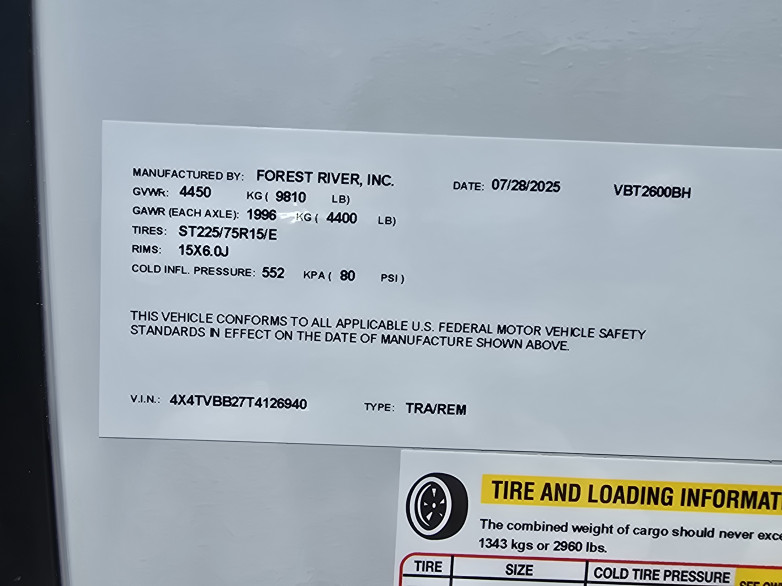 MANUFACTURED BY: FOREST RIVER, INC. DATE: 07/28/2025 VBT2600BH
GVWR: 4450 KG ( 9810 LB)
GAWR (EACH AXLE): 1996 KG ( 4400 LB)
TIRES: ST225/75R15/E
RIMS: 15X6.0J
COLD INFL. PRESSURE: 552 KPA ( 80 PSI )
THIS VEHICLE CONFORMS TO ALL APPLICABLE U.S. FEDERAL MOTOR VEHICLE SAFETY
STANDARDS IN EFFECT ON THE DATE OF MANUFACTURE SHOWN ABOVE.
V.I.N.: 4X4TVBB27T4126940 TYPE: TRA/REM
TIRE AND LOADING INFORMAT
The combined weight of cargo should never exce
1343 kgs or 2960 lbs.
TIRE SIZE COLD TIRE PRESSURE